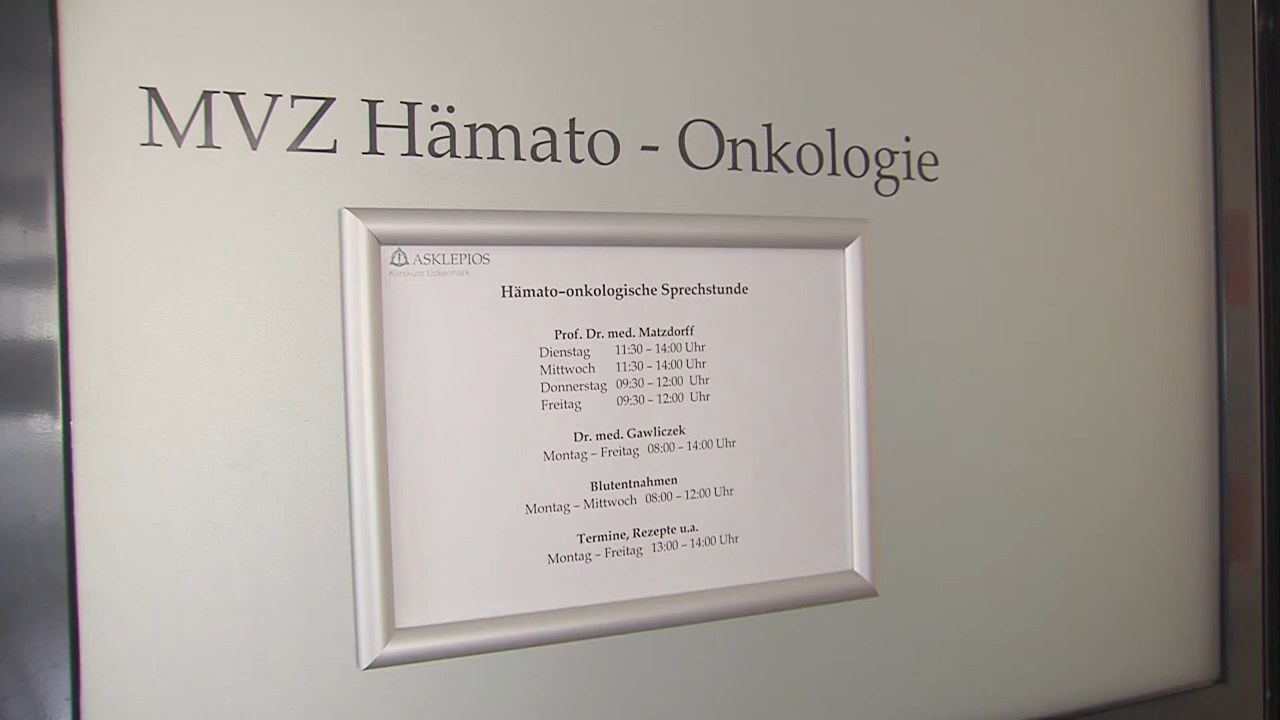 MVZ Hämato - Onkologie
ASKLEPIOS
Klinikum Uckermark
Hämato–onkologische Sprechstunde
Prof. Dr. med. Matzdorff
Dienstag 11:30 – 14:00 Uhr
Mittwoch 11:30 – 14:00 Uhr
Donnerstag 09:30 – 12:00 Uhr
Freitag 09:30 – 12:00 Uhr
Dr. med. Gawliczek
Montag – Freitag 08:00 – 14:00 Uhr
Blutentnahmen
Montag – Mittwoch 08:00 – 12:00 Uhr
Termine, Rezepte u.a.
Montag – Freitag 13:00 – 14:00 Uhr